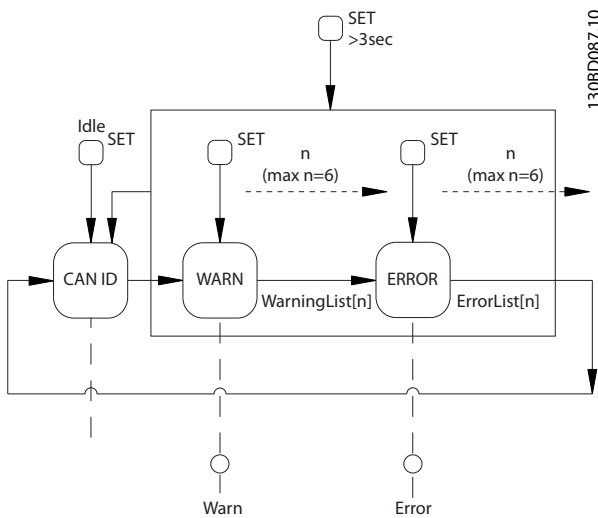 SET
>3sec
130BD087.10
Idle
SET
SET
n
(max n=6)
SET
n
(max n=6)
CAN ID
WARN
WarningList[n]
ERROR
ErrorList[n]
Warn
Error